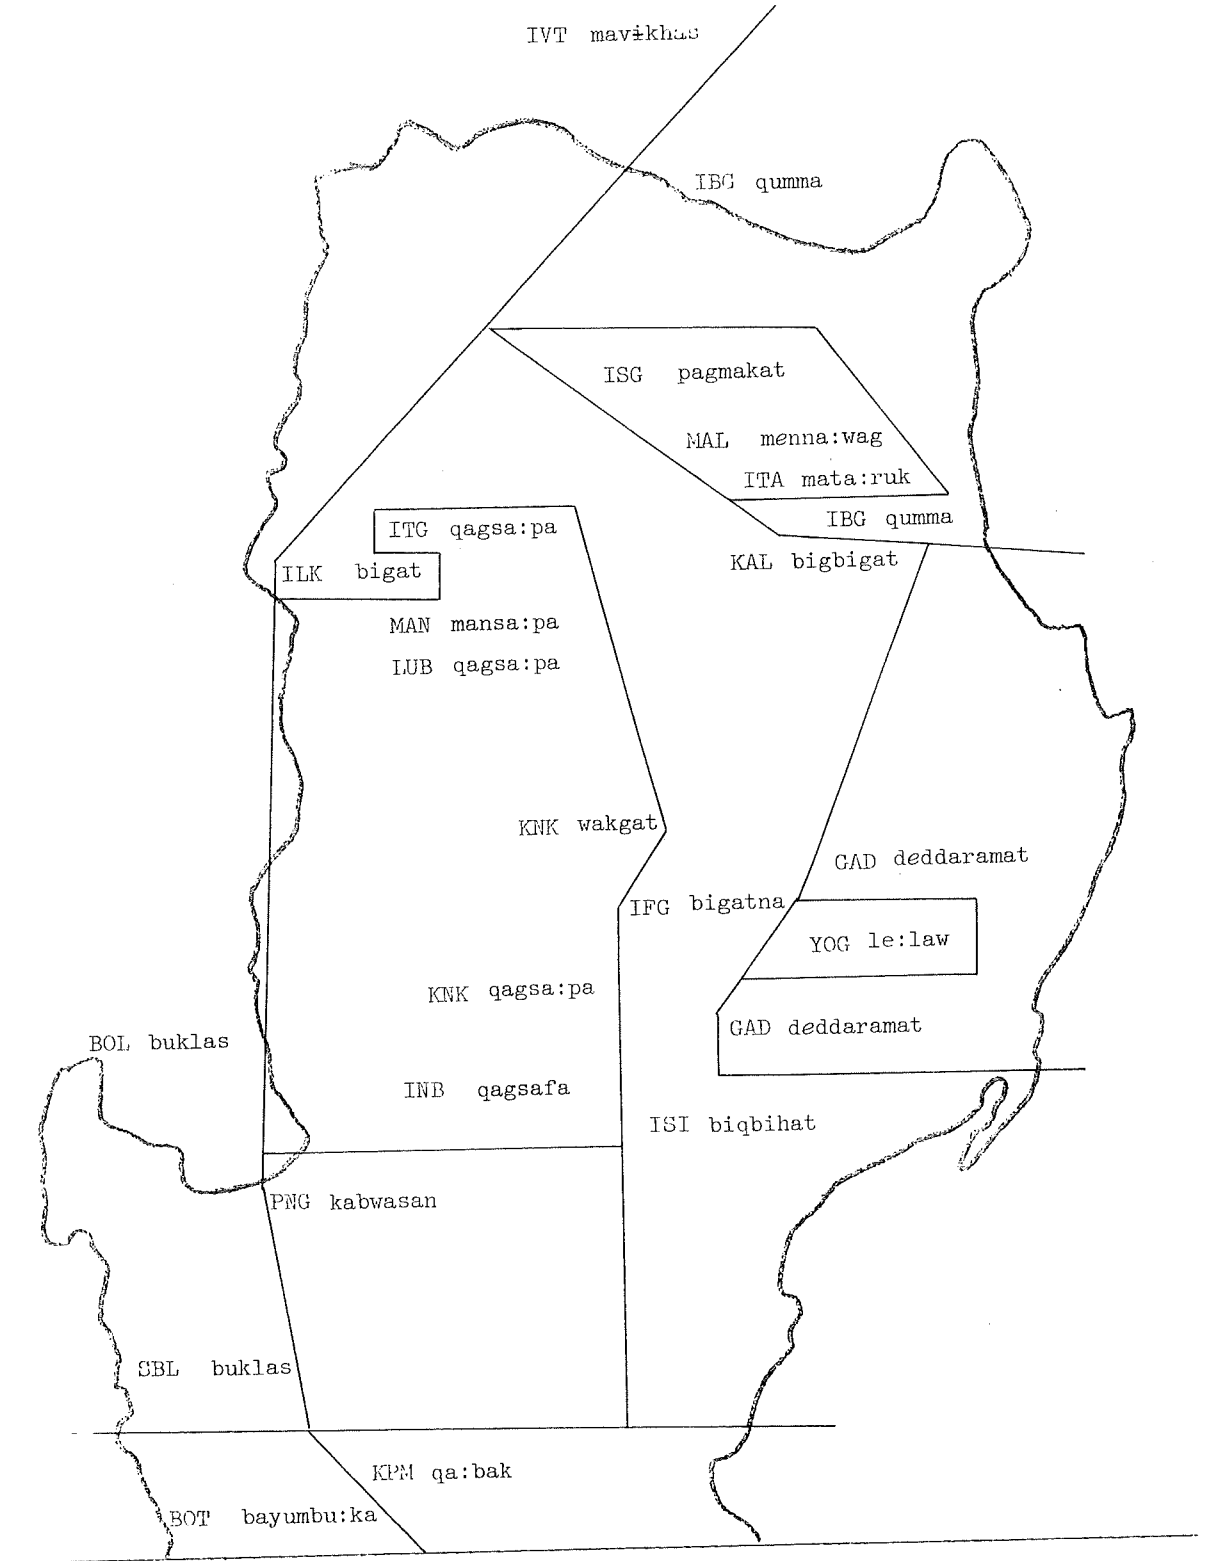 IVT mavɨkhas
IBG qumma
ISG pagmakat
MAL menna:wag
ITA mata:ruk
IBG qumma
ITG qagsa:pa
KAL bigbigat
ILK bigat
MAN mansa:pa
LUB qagsa:pa
KNK wakgat
GAD deddaramat
IFG bigatna
YOG le:law
KNK qagsa:pa
GAD deddaramat
BOL buklas
INB qagsafa
ISI biqbihat
PNG kabwasan
SBL buklas
KPM qa:bak
BOT bayumbu:ka